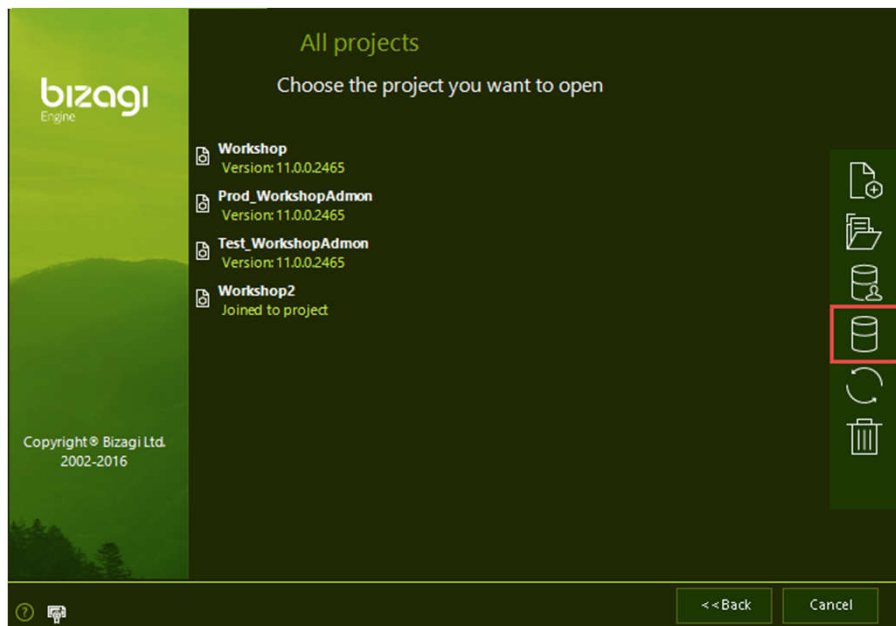 All projects
Choose the project you want to open
bizagi
Engine
Workshop
Version: 11.0.0.2465
Prod_WorkshopAdmon
Version: 11.0.0.2465
Test_WorkshopAdmon
Version: 11.0.0.2465
Workshop2
Joined to project
Copyright® Bizagi Ltd.
2002-2016
?
<<Back
Cancel